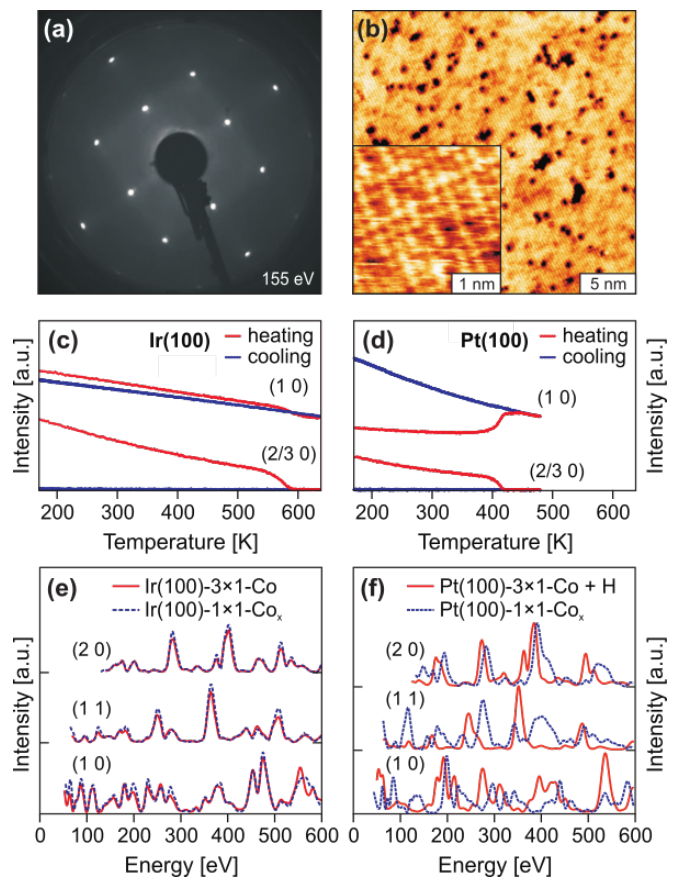 (a)
155 eV
(b)
1 nm
5 nm
(c)
Ir(100)
heating
cooling
(1 0)
(2/3 0)
Intensity [a.u.]
200 300 400 500 600
Temperature [K]
(d)
Pt(100)
heating
cooling
(1 0)
(2/3 0)
Intensity [a.u.]
200 300 400 500 600
Temperature [K]
(e)
Ir(100)-3×1-Co
Ir(100)-1×1-Coₓ
(2 0)
(1 1)
(1 0)
Intensity [a.u.]
0 100 200 300 400 500 600
Energy [eV]
(f)
Pt(100)-3×1-Co + H
Pt(100)-1×1-Coₓ
(2 0)
(1 1)
(1 0)
Intensity [a.u.]
0 100 200 300 400 500 600
Energy [eV]